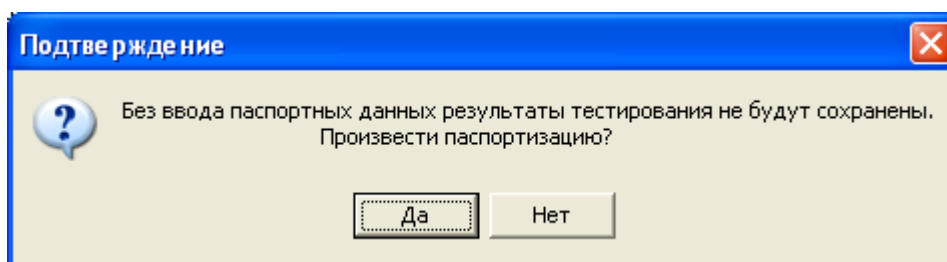 Подтверждение
Без ввода паспортных данных результаты тестирования не будут сохранены.
Произвести паспортизацию?
Да
Нет